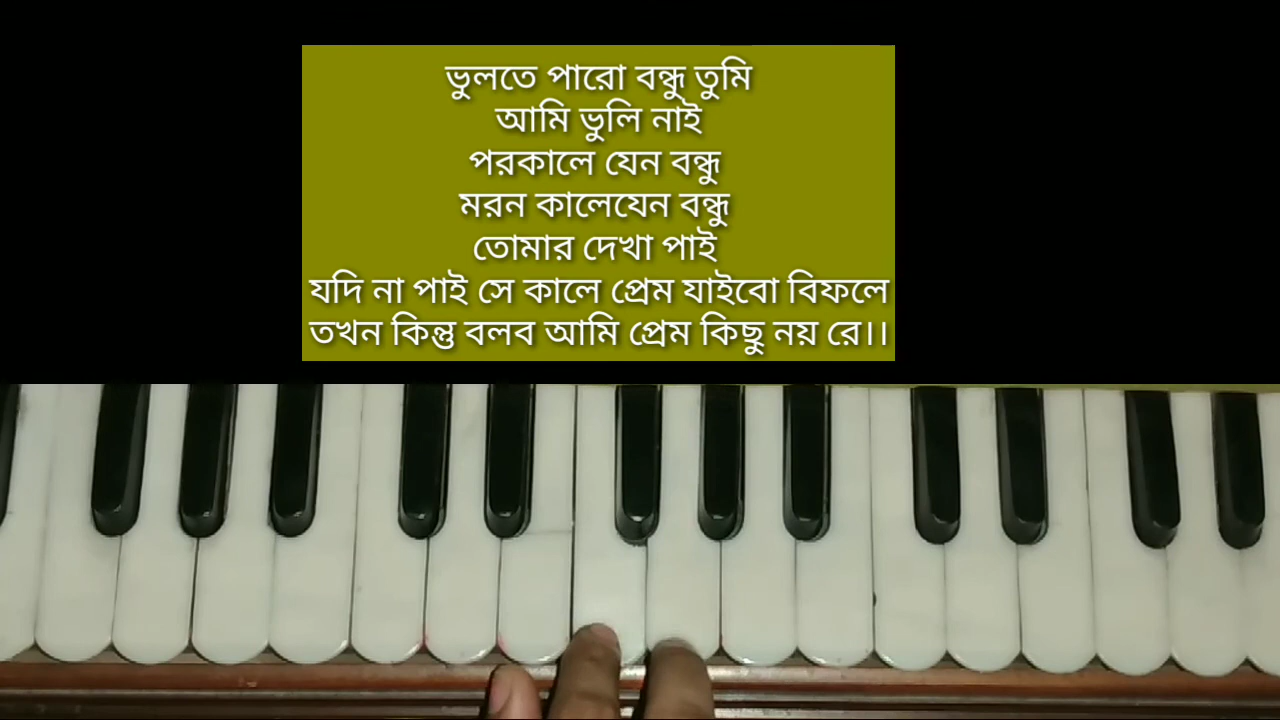 ভুলতে পারো বন্ধু তুমি
আমি ভুলি নাই
পরকালে যেন বন্ধু
মরন কালেযেন বন্ধু
তোমার দেখা পাই
যদি না পাই সে কালে প্রেম যাইবো বিফলে
তখন কিন্তু বলব আমি প্রেম কিছু নয় রে।।